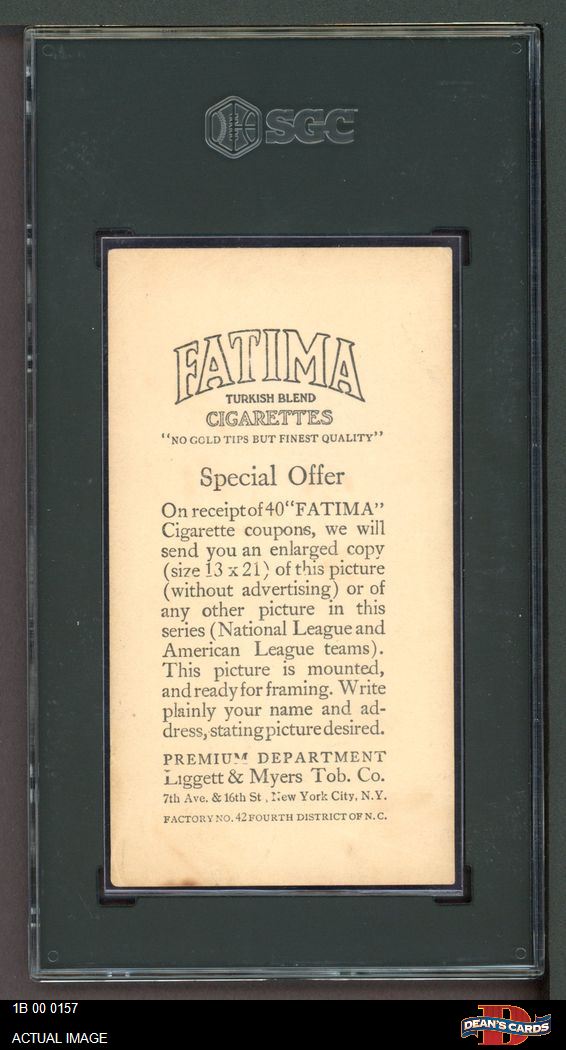 SGC
FATIMA
TURKISH BLEND
CIGARETTES
"NO GOLD TIPS BUT FINEST QUALITY"
Special Offer
On receipt of 40 "FATIMA"
Cigarette coupons, we will
send you an enlarged copy
(size 13 x 21) of this picture
(without advertising) or of
any other picture in this
series (National League and
American League teams).
This picture is mounted,
and ready for framing. Write
plainly your name and ad-
dress, stating picture desired.
PREMIUM DEPARTMENT
Liggett & Myers Tob. Co.
7th Ave. & 16th St., New York City, N.Y.
FACTORY NO. 42 FOURTH DISTRICT OF N.C.
1B 00 0157
ACTUAL IMAGE
D
DEAN'S CARDS